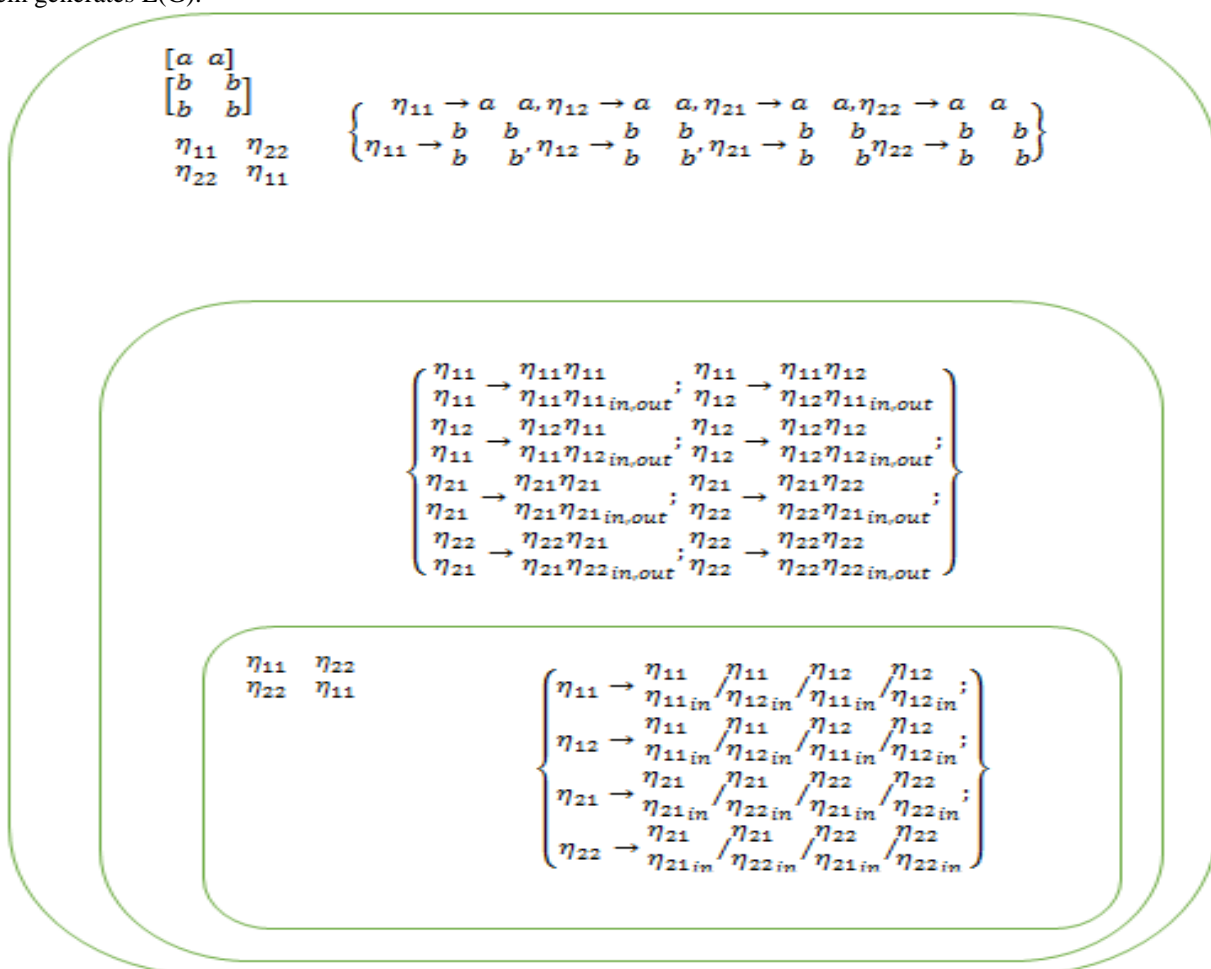 em generates L(G).
[a a]
[b b
b b]
η11 η22
η22 η11
{ η11 → a a, η12 → a a, η21 → a a, η22 → a a
η11 → b b / b b, η12 → b b / b b, η21 → b b / b b η22 → b b / b b }
{ η11 / η11 → η11η11 / η11η11 in,out ; η11 / η12 → η11η12 / η12η11 in,out
η12 / η11 → η12η11 / η11η12 in,out ; η12 / η12 → η12η12 / η12η12 in,out ;
η21 / η21 → η21η21 / η21η21 in,out ; η21 / η22 → η21η22 / η22η21 in,out ;
η22 / η21 → η22η21 / η21η22 in,out ; η22 / η22 → η22η22 / η22η22 in,out }
η11 η22
η22 η11
{ η11 → η11 η11in / η11 η12in / η12 η11in / η12 η12in ;
η12 → η11 η11in / η11 η12in / η12 η11in / η12 η12in ;
η21 → η21 η21in / η21 η22in / η22 η21in / η22 η22in ;
η22 → η21 η21in / η21 η22in / η22 η21in / η22 η22in }